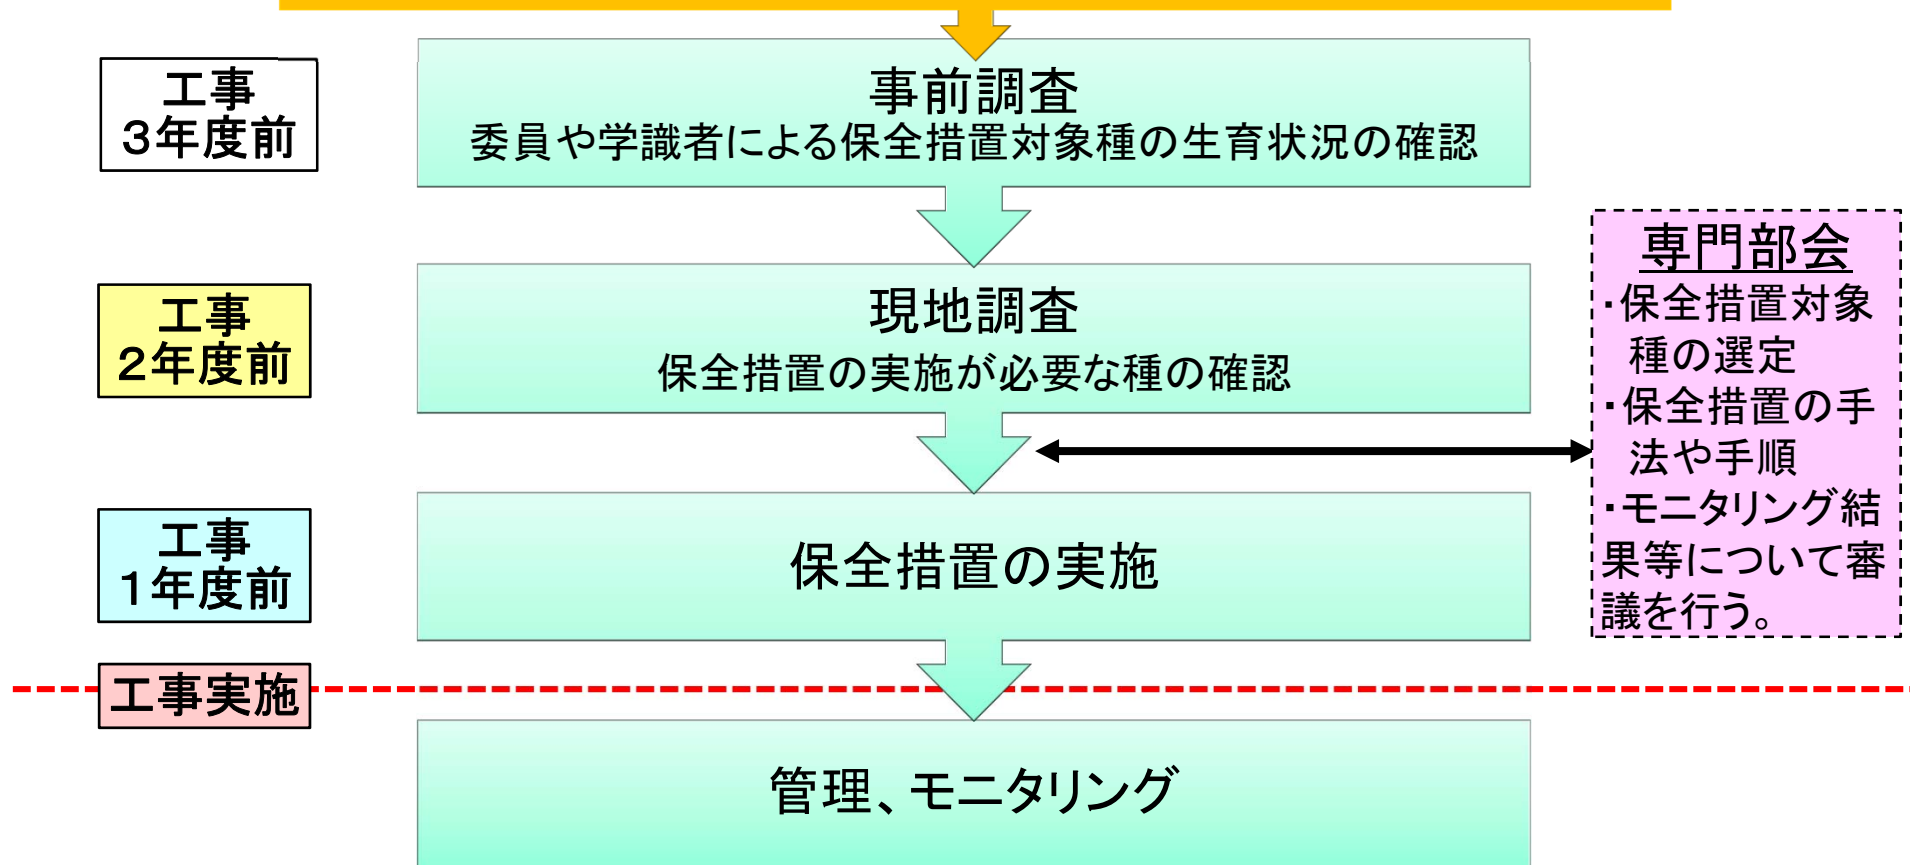 工事
３年度前
事前調査
委員や学識者による保全措置対象種の生育状況の確認
工事
２年度前
現地調査
保全措置の実施が必要な種の確認
専門部会
・保全措置対象
種の選定
・保全措置の手
法や手順
・モニタリング結
果等について審
議を行う。
工事
１年度前
保全措置の実施
工事実施
管理、モニタリング